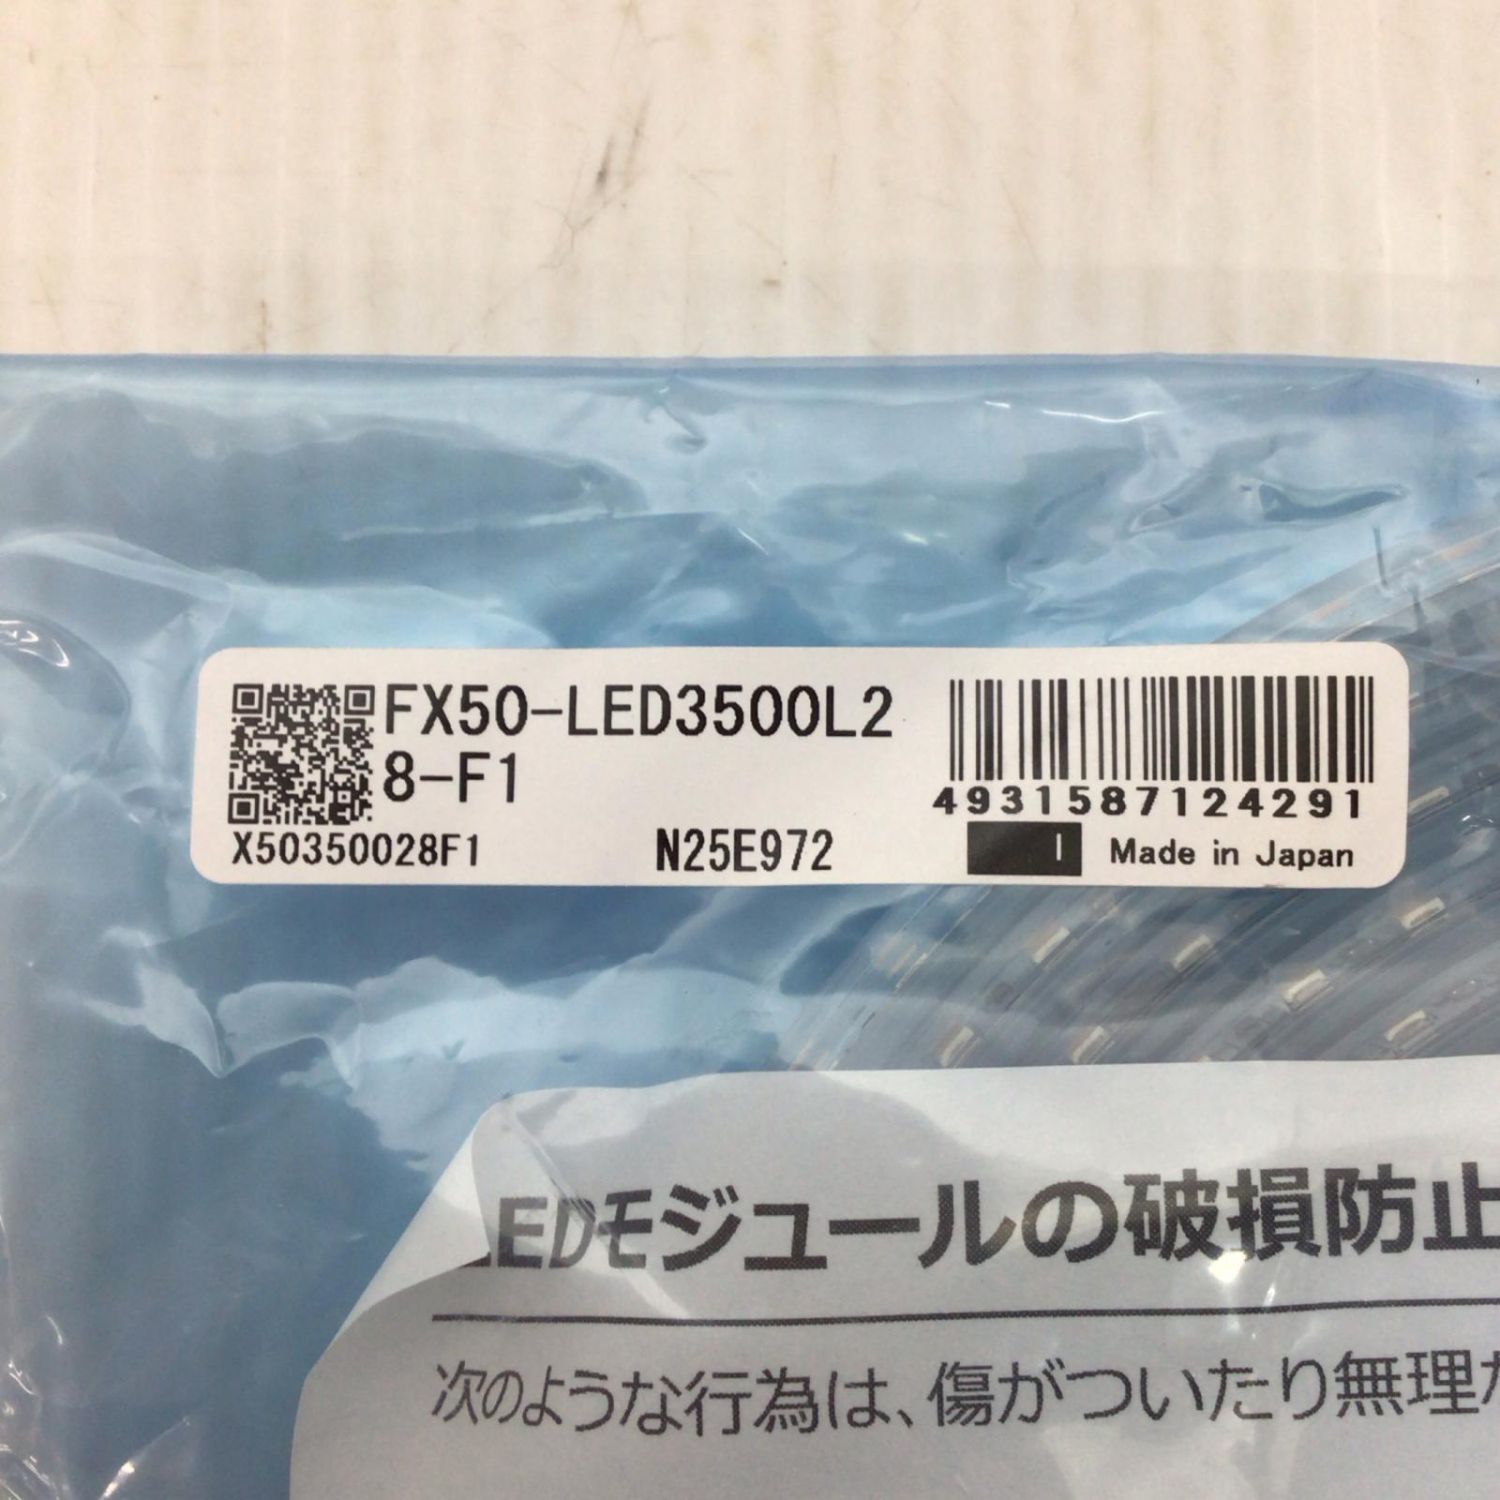 FX50-LED3500L2
8-F1
X50350028F1
N25E972
4931587124291
I
Made in Japan
LEDモジュールの破損防止
次のような行為は、傷がついたり無理な